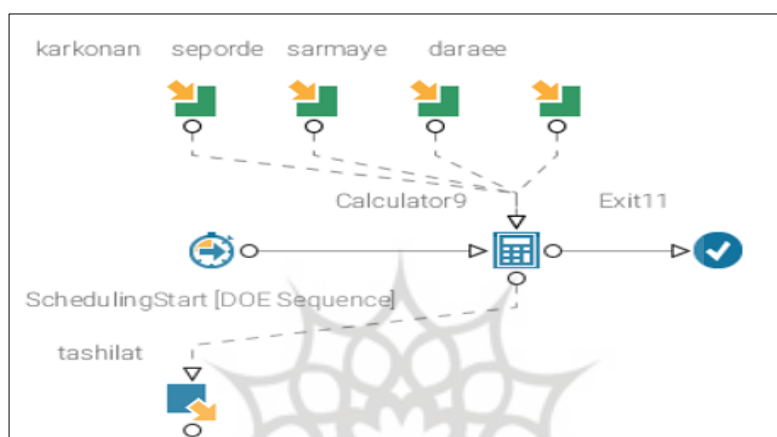 karkonan seporde sarmaye daraee
Calculator9 Exit11
SchedulingStart [DOE Sequence]
tashilat